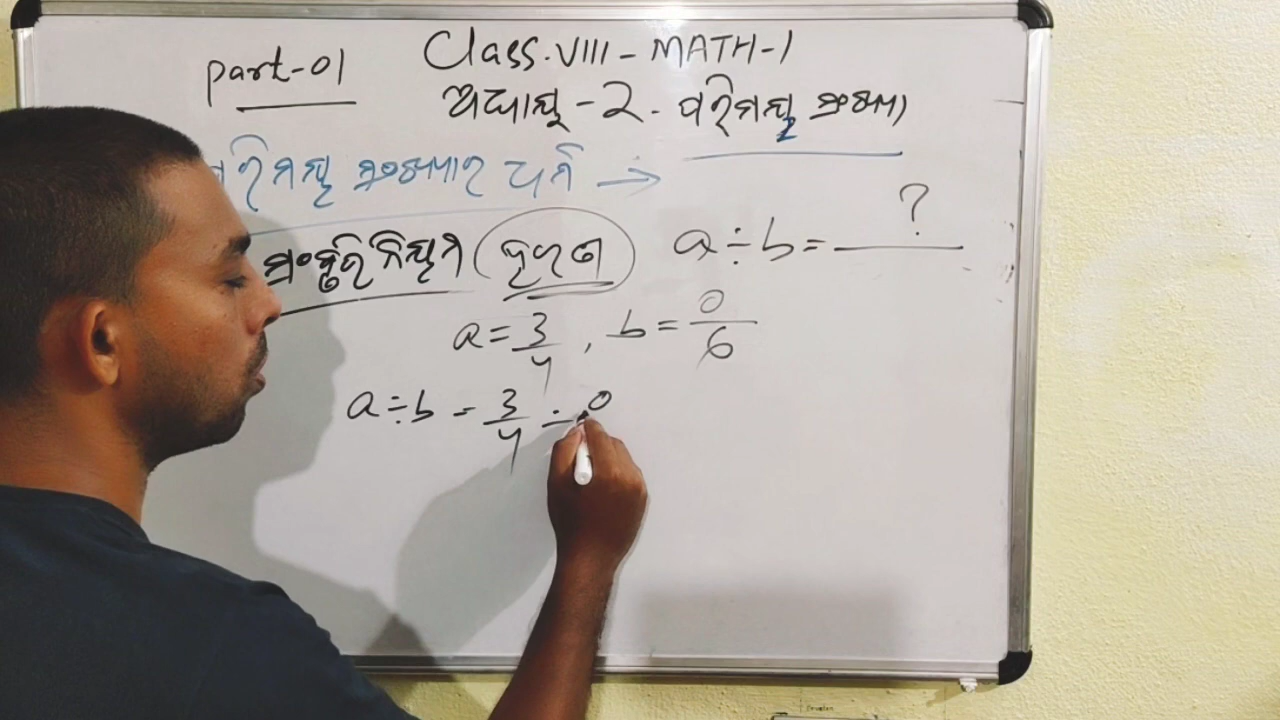 part-01 Class.VIII-MATH-1
ଅଧ୍ୟାୟ-2. ପରିମେୟ ସଂଖ୍ୟା
ପରିମେୟ ସଂଖ୍ୟାର ଧର୍ମ →
ସଂବୃତ୍ତି ନିୟମ (ହରଣ) a÷b= ?
a=3/4, b=0/6
a÷b - 3/4 ÷ 0